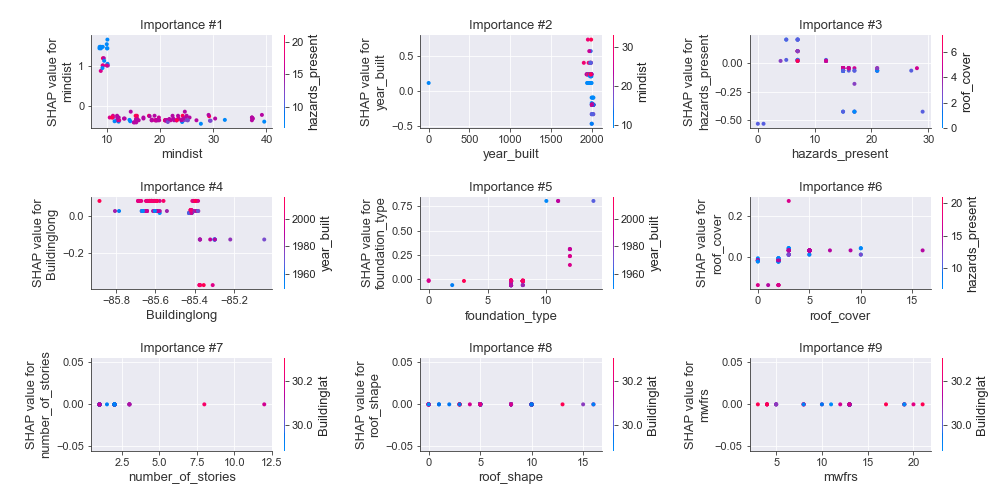 Importance #1
SHAP value for
mindist
1
0
10
20
30
40
mindist
20
15
10
hazards_present
Importance #2
SHAP value for
year_built
0.5
0.0
−0.5
0
500
1000
1500
2000
year_built
30
20
10
mindist
Importance #3
SHAP value for
hazards_present
0.00
−0.25
−0.50
0
10
20
30
hazards_present
6
4
2
0
roof_cover
Importance #4
SHAP value for
Buildinglong
0.0
−0.2
−85.8
−85.6
−85.4
−85.2
Buildinglong
2000
1980
1960
year_built
Importance #5
SHAP value for
foundation_type
0.75
0.50
0.25
0.00
0
5
10
foundation_type
2000
1980
1960
year_built
Importance #6
SHAP value for
roof_cover
0.2
0.0
0
5
10
15
roof_cover
20
15
10
hazards_present
Importance #7
SHAP value for
number_of_stories
0.05
0.00
−0.05
2.5
5.0
7.5
10.0
12.5
number_of_stories
30.2
30.0
Buildinglat
Importance #8
SHAP value for
roof_shape
0.05
0.00
−0.05
0
5
10
15
roof_shape
30.2
30.0
Buildinglat
Importance #9
SHAP value for
mwfrs
0.05
0.00
−0.05
5
10
15
20
mwfrs
30.2
30.0
Buildinglat